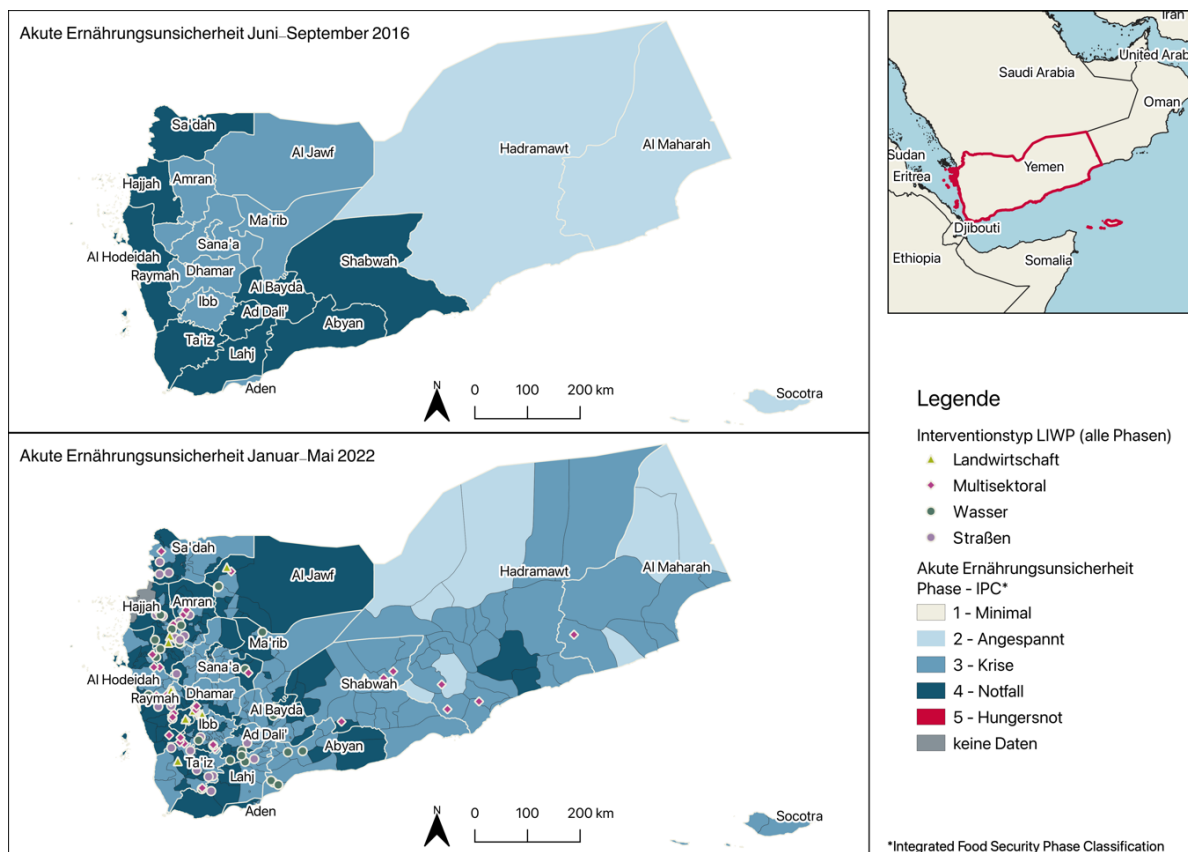 Akute Ernährungsunsicherheit Juni–September 2016
Sa'dah
Al Jawf
Hadramawt
Al Maharah
Hajjah
Amran
Ma'rib
Sana'a
Al Hodeidah
Raymah
Dhamar
Shabwah
Al Bayda
Ibb
Ad Dali'
Abyan
Ta'iz
Lahj
Aden
N
0 100 200 km
Socotra
Akute Ernährungsunsicherheit Januar–Mai 2022
Sa'dah
Al Jawf
Hadramawt
Al Maharah
Hajjah
Amran
Ma'rib
Sana'a
Al Hodeidah
Raymah
Dhamar
Shabwah
Al Bayda
Ibb
Ad Dali'
Abyan
Ta'iz
Lahj
Aden
N
0 100 200 km
Socotra
Iran
United Arab
Saudi Arabia
Oman
Sudan
Eritrea
Yemen
Djibouti
Ethiopia
Somalia
Legende
Interventionstyp LIWP (alle Phasen)
Landwirtschaft
Multisektoral
Wasser
Straßen
Akute Ernährungsunsicherheit
Phase - IPC*
1 - Minimal
2 - Angespannt
3 - Krise
4 - Notfall
5 - Hungersnot
keine Daten
*Integrated Food Security Phase Classification